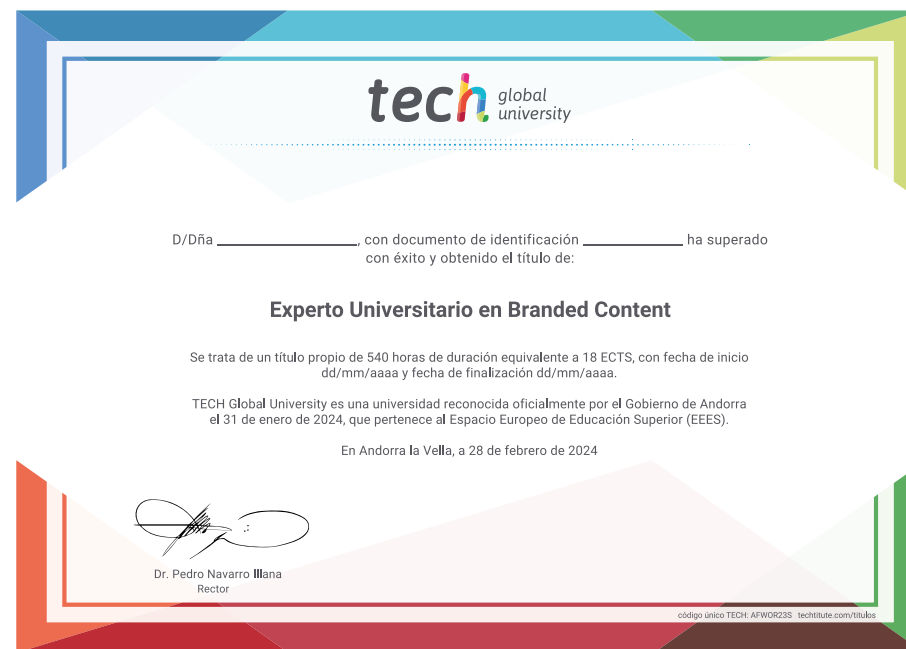 tech global
university
D/Dña ______________, con documento de identificación __________ ha superado
con éxito y obtenido el título de:
Experto Universitario en Branded Content
Se trata de un título propio de 540 horas de duración equivalente a 18 ECTS, con fecha de inicio
dd/mm/aaaa y fecha de finalización dd/mm/aaaa.
TECH Global University es una universidad reconocida oficialmente por el Gobierno de Andorra
el 31 de enero de 2024, que pertenece al Espacio Europeo de Educación Superior (EEES).
En Andorra la Vella, a 28 de febrero de 2024
Dr. Pedro Navarro Illana
Rector
código único TECH: AFWOR23S techtitute.com/titulos